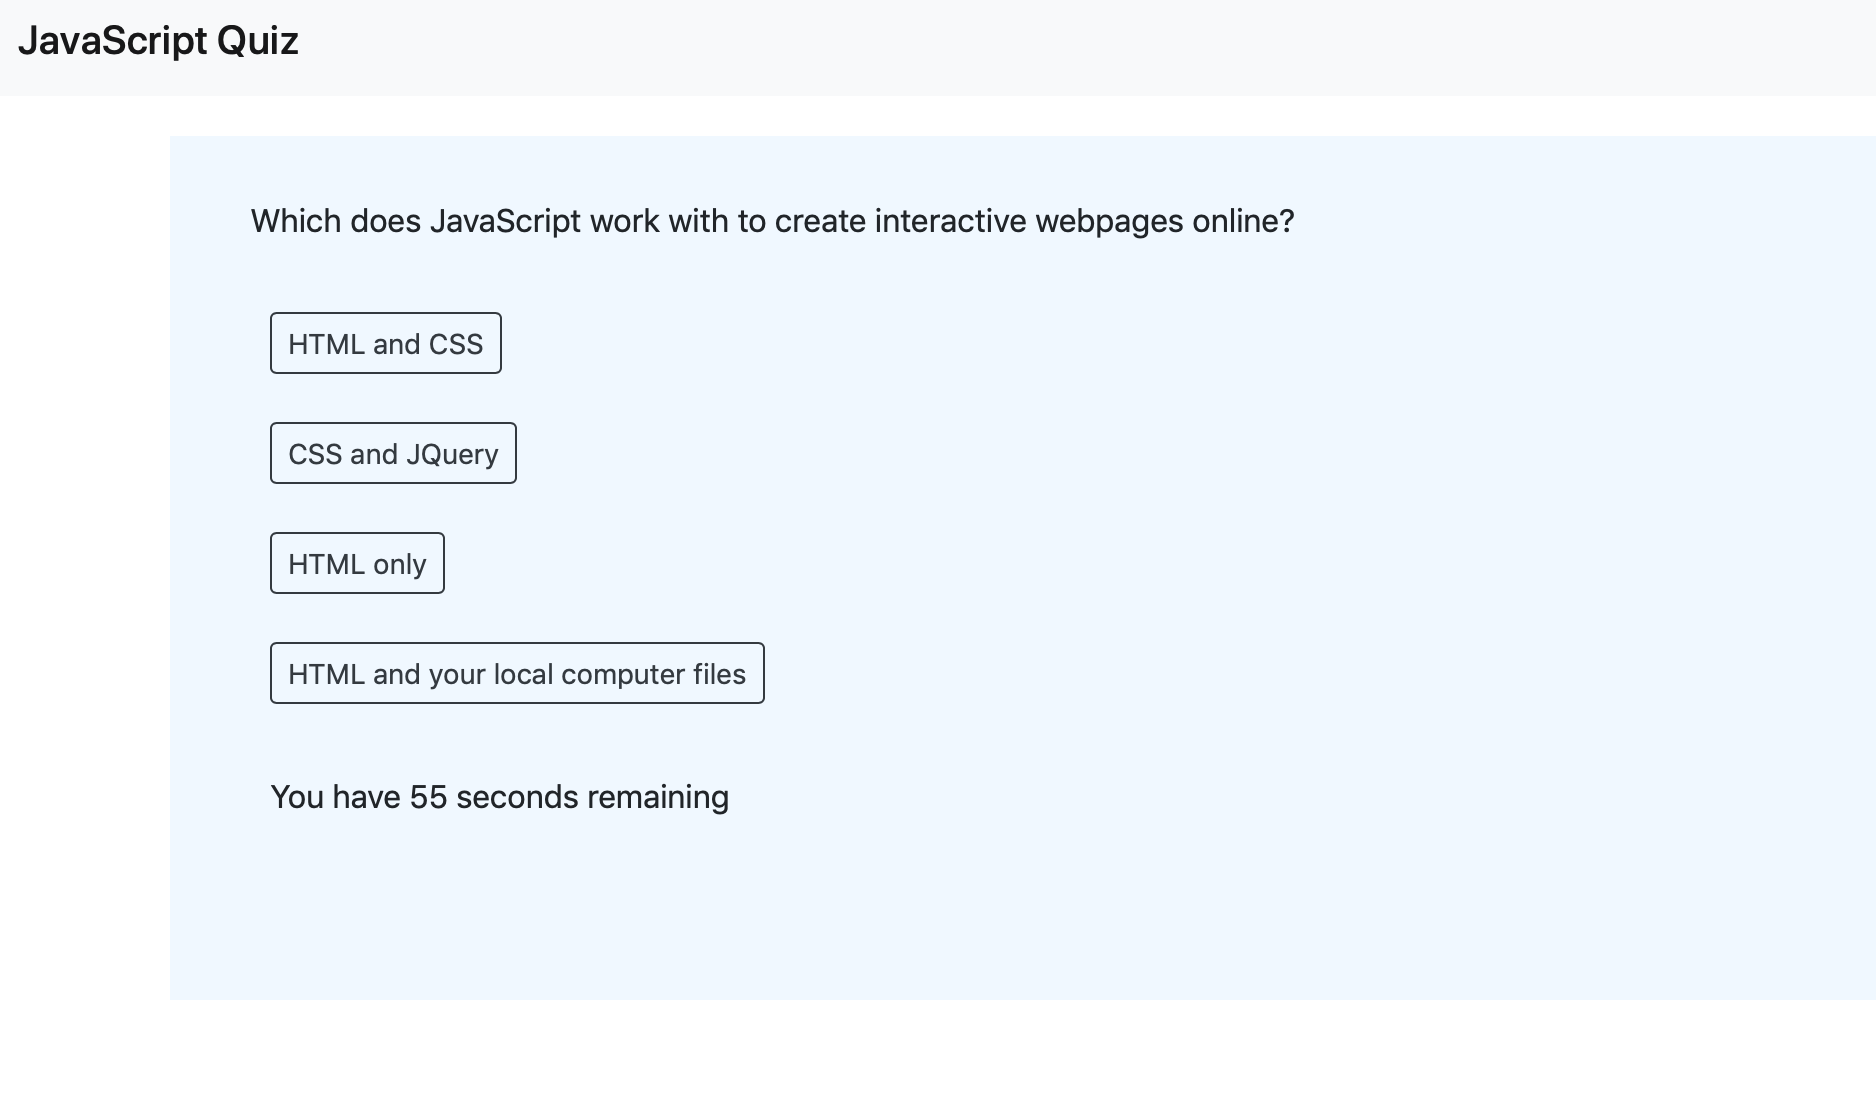 JavaScript Quiz
Which does JavaScript work with to create interactive webpages online?
HTML and CSS
CSS and JQuery
HTML only
HTML and your local computer files
You have 55 seconds remaining